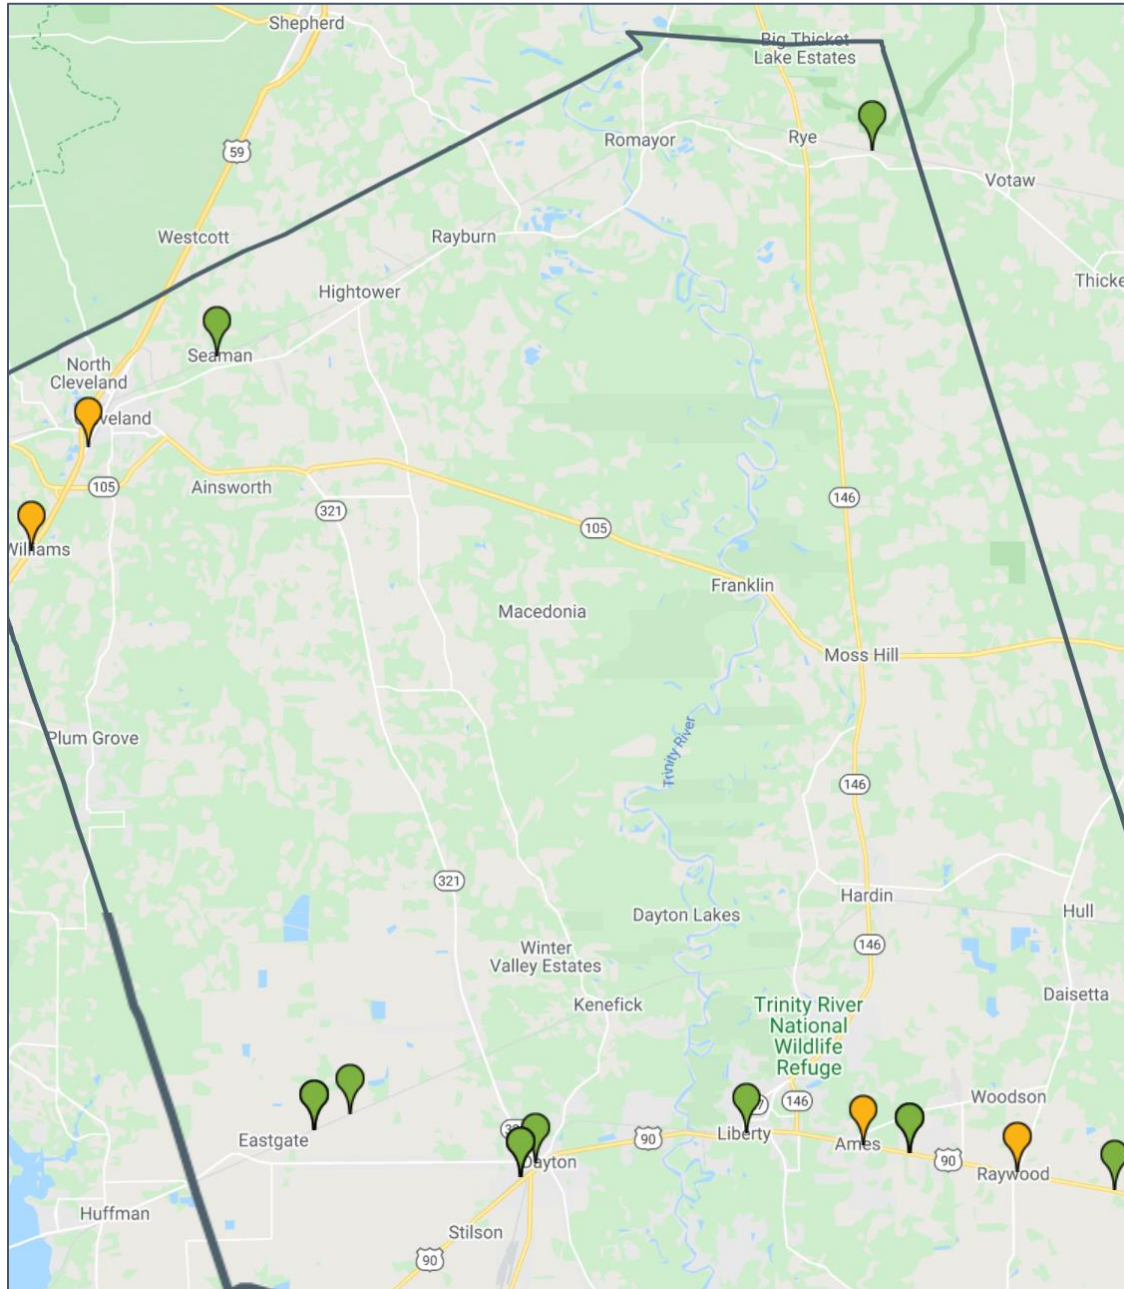 Shepherd
Big Thicket
Lake Estates
59
Romayor
Rye
Votaw
Westcott
Rayburn
Thicke
Hightower
Seaman
North
Cleveland
Cleveland
105
Ainsworth
321
146
105
Williams
Franklin
Macedonia
Moss Hill
Plum Grove
Trinity River
146
321
Hardin
Dayton Lakes
Hull
146
Winter
Valley Estates
Daisetta
Kenefick
Trinity River
National
Wildlife
Refuge
Woodson
146
Eastgate
90
Liberty
Ames
90
Dayton
Raywood
Huffman
Stilson
90